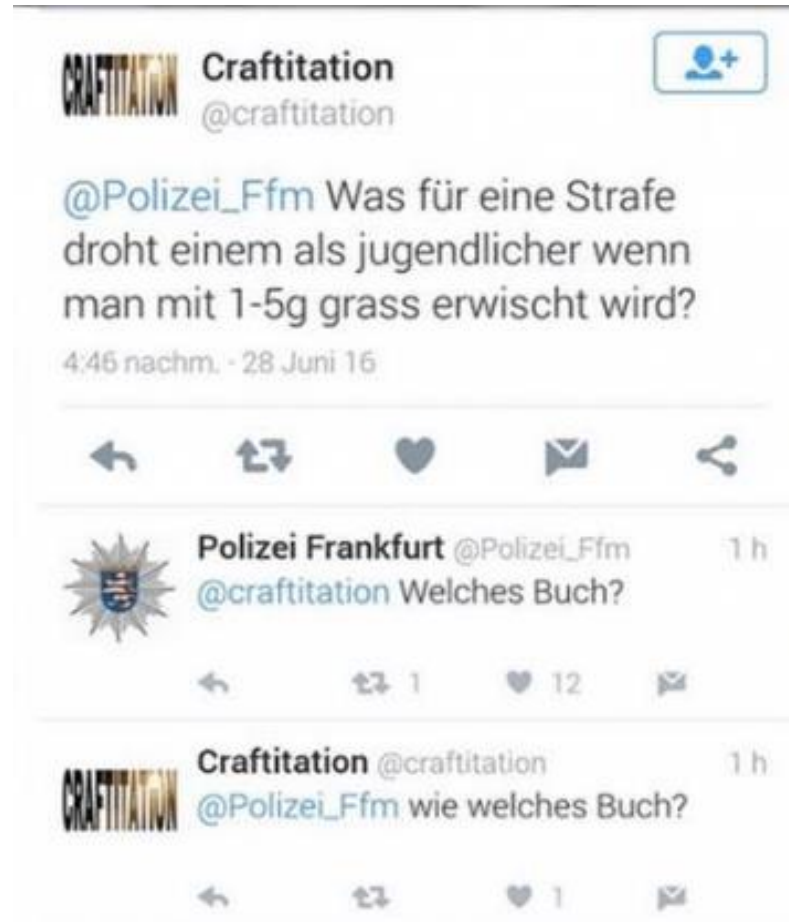 CRAFTITATION
Craftitation
@craftitation
@Polizei_Ffm Was für eine Strafe
droht einem als jugendlicher wenn
man mit 1-5g grass erwischt wird?
4:46 nachm. · 28 Juni 16
Polizei Frankfurt @Polizei_Ffm 1 h
@craftitation Welches Buch?
1 12
CRAFTITATION
Craftitation @craftitation 1 h
@Polizei_Ffm wie welches Buch?
1